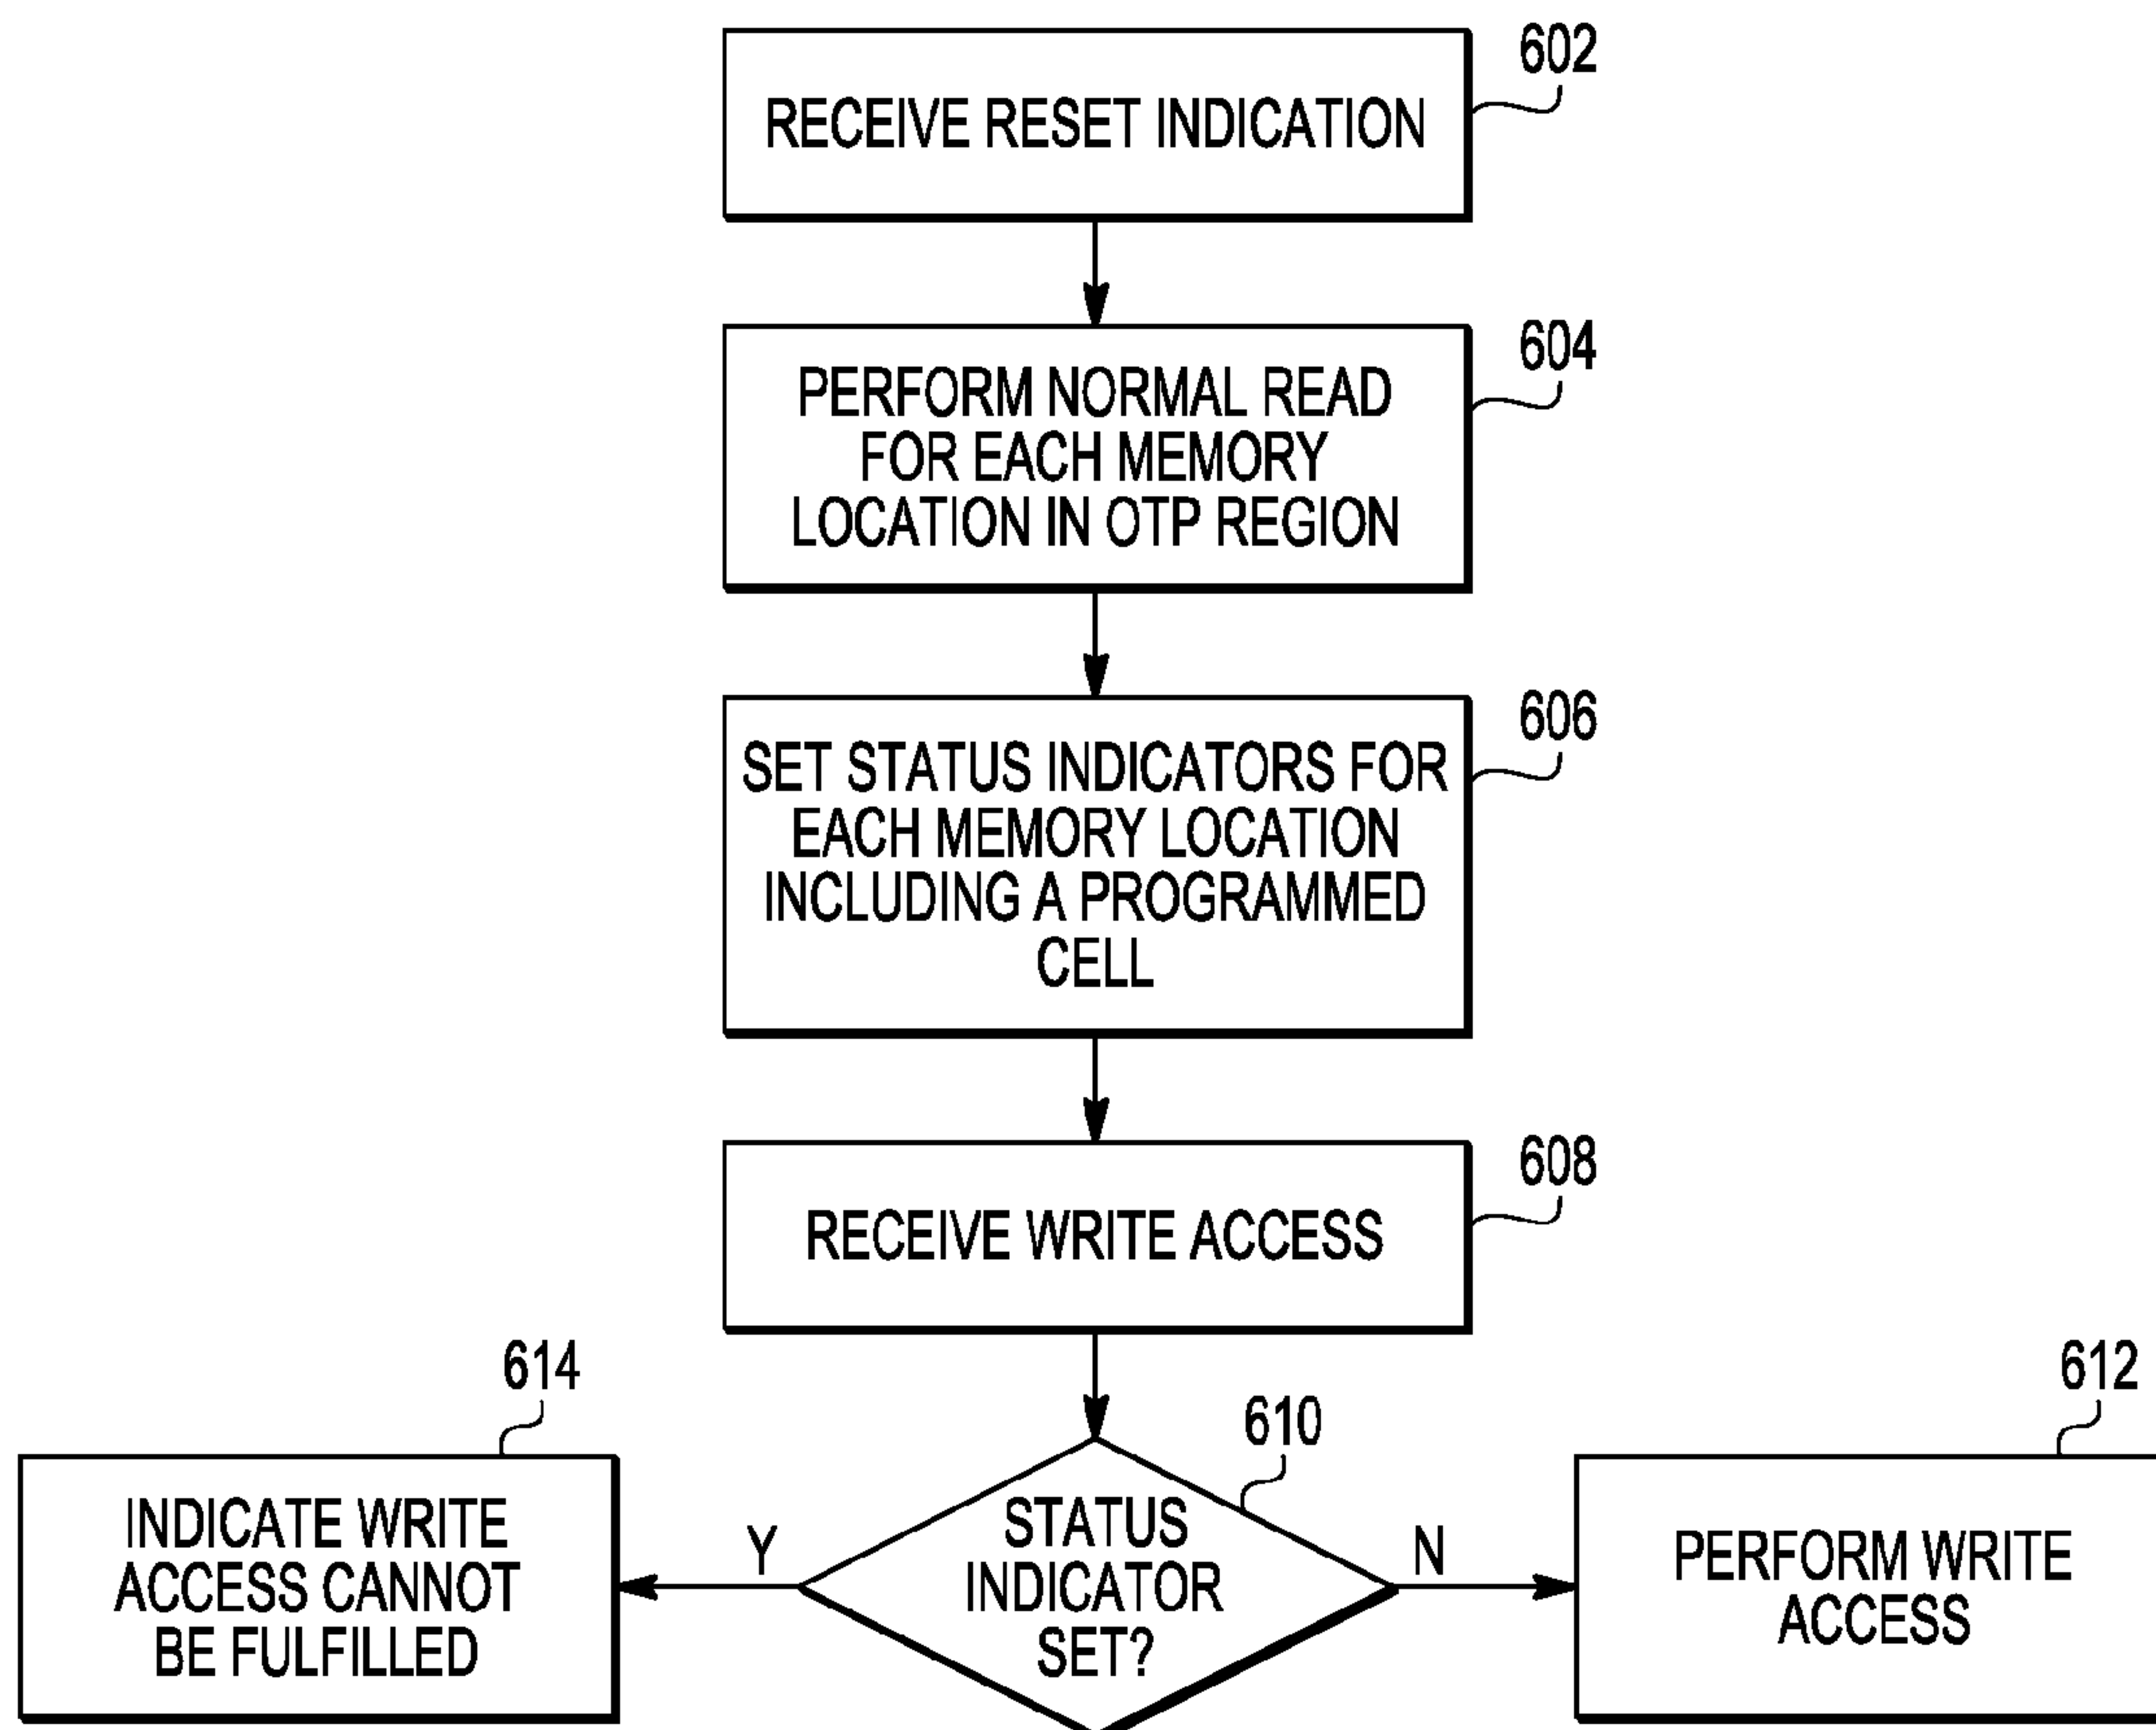 602
RECEIVE RESET INDICATION
604
PERFORM NORMAL READ
FOR EACH MEMORY
LOCATION IN OTP REGION
606
SET STATUS INDICATORS FOR
EACH MEMORY LOCATION
INCLUDING A PROGRAMMED
CELL
608
RECEIVE WRITE ACCESS
614
INDICATE WRITE
ACCESS CANNOT
BE FULFILLED
Y
610
STATUS
INDICATOR
SET?
N
612
PERFORM WRITE
ACCESS